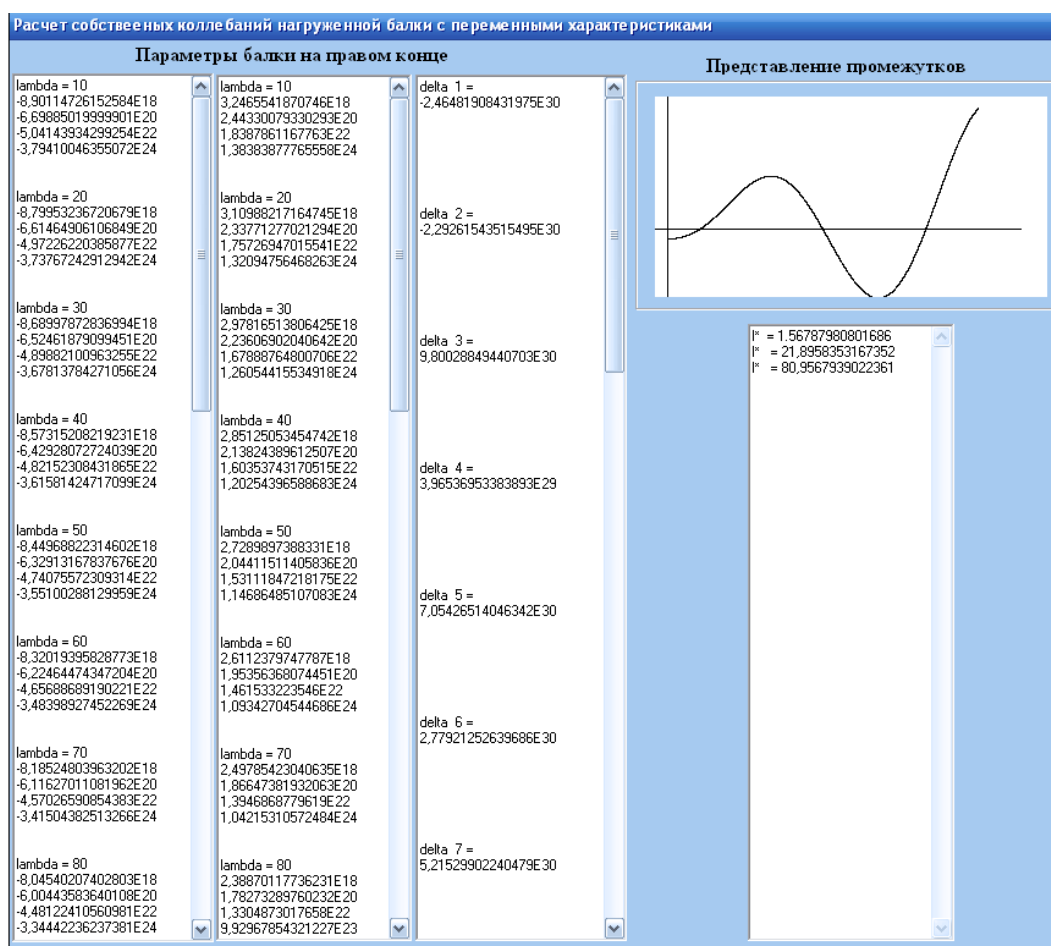 Расчет собствееных коллебаний нагруженной балки с переменными характеристиками
Параметры балки на правом конце
lambda = 10
-8,90114726152584E18
-6,69885019999901E20
-5,04143934299254E22
-3,79410046355072E24
lambda = 20
-8,79953236720679E18
-6,61464906106849E20
-4,97226220385877E22
-3,73767242912942E24
lambda = 30
-8,68997872836994E18
-6,52461879099451E20
-4,89882100963255E22
-3,67813784271056E24
lambda = 40
-8,57315208219231E18
-6,42928072724039E20
-4,82152308431865E22
-3,61581424717099E24
lambda = 50
-8,44968822314602E18
-6,32913167837676E20
-4,74075572309314E22
-3,55100288129959E24
lambda = 60
-8,32019395828773E18
-6,22464474347204E20
-4,65688689190221E22
-3,48398927452269E24
lambda = 70
-8,18524803963202E18
-6,11627011081962E20
-4,57026590854383E22
-3,41504382513266E24
lambda = 80
-8,04540207402803E18
-6,00443583640108E20
-4,48122410560981E22
-3,34442236237381E24
lambda = 10
3,2465541870746E18
2,44330079330293E20
1,8387861167763E22
1,38383877765558E24
lambda = 20
3,10988217164745E18
2,33771277021294E20
1,75726947015541E22
1,32094756468263E24
lambda = 30
2,97816513806425E18
2,23606902040642E20
1,67888764800706E22
1,26054415534918E24
lambda = 40
2,85125053454742E18
2,13824389612507E20
1,60353743170515E22
1,20254396588683E24
lambda = 50
2,7289897388331E18
2,04411511405836E20
1,53111847218175E22
1,14686485107083E24
lambda = 60
2,6112379747787E18
1,95356368074451E20
1,461533223546E22
1,09342704544686E24
lambda = 70
2,49785423040635E18
1,86647381932063E20
1,3946868779619E22
1,04215310572484E24
lambda = 80
2,38870117736231E18
1,78273289760232E20
1,3304873017658E22
9,92967854321227E23
delta 1 =
-2,46481908431975E30
delta 2 =
-2,29261543515495E30
delta 3 =
9,80028849440703E30
delta 4 =
3,96536953383893E29
delta 5 =
7,05426514046342E30
delta 6 =
2,77921252639686E30
delta 7 =
5,21529902240479E30
Представление промежутков
l* = 1,56787980801686
l* = 21,8958353167352
l* = 80,9567939022361